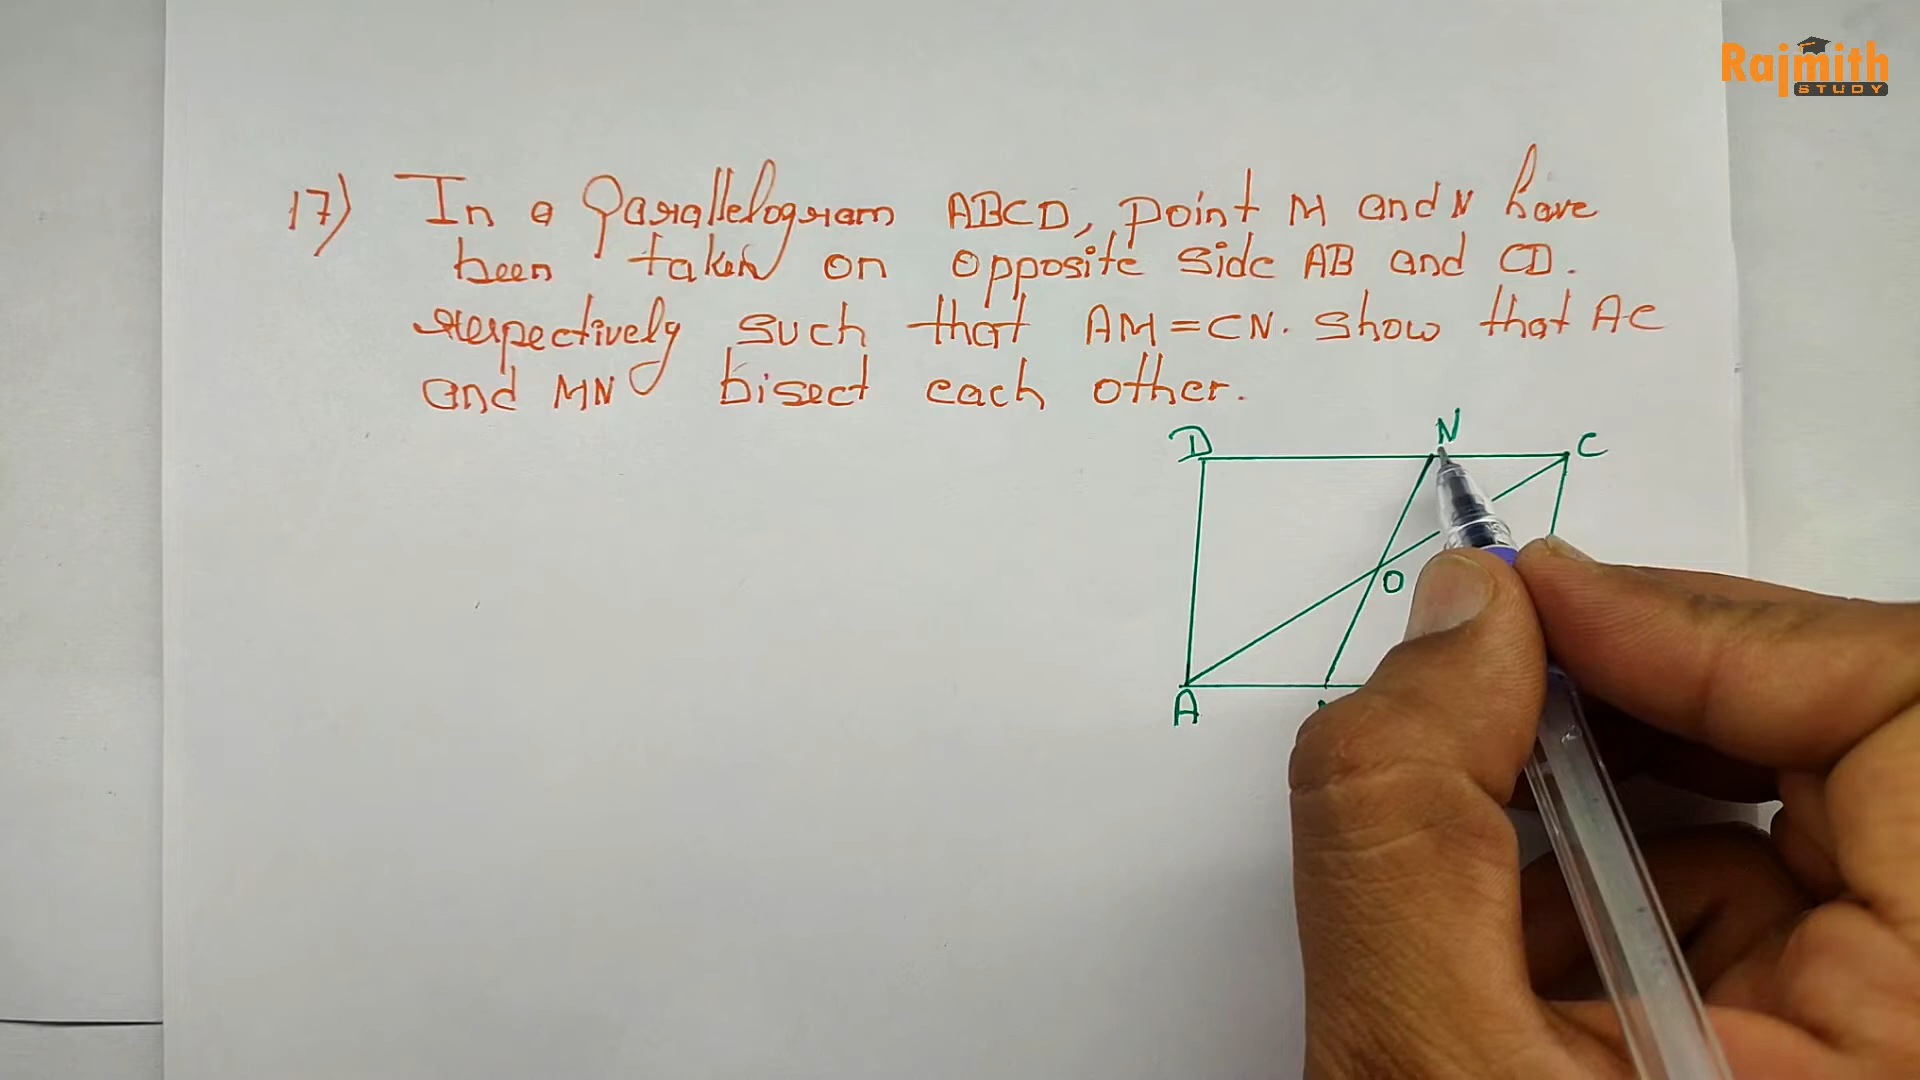 Rajmith
STUDY
17) In a parallelogram ABCD, point M and N have
been taken on opposite side AB and CD.
respectively such that AM = CN. show that AC
and MN bisect each other.
D N C
O
A